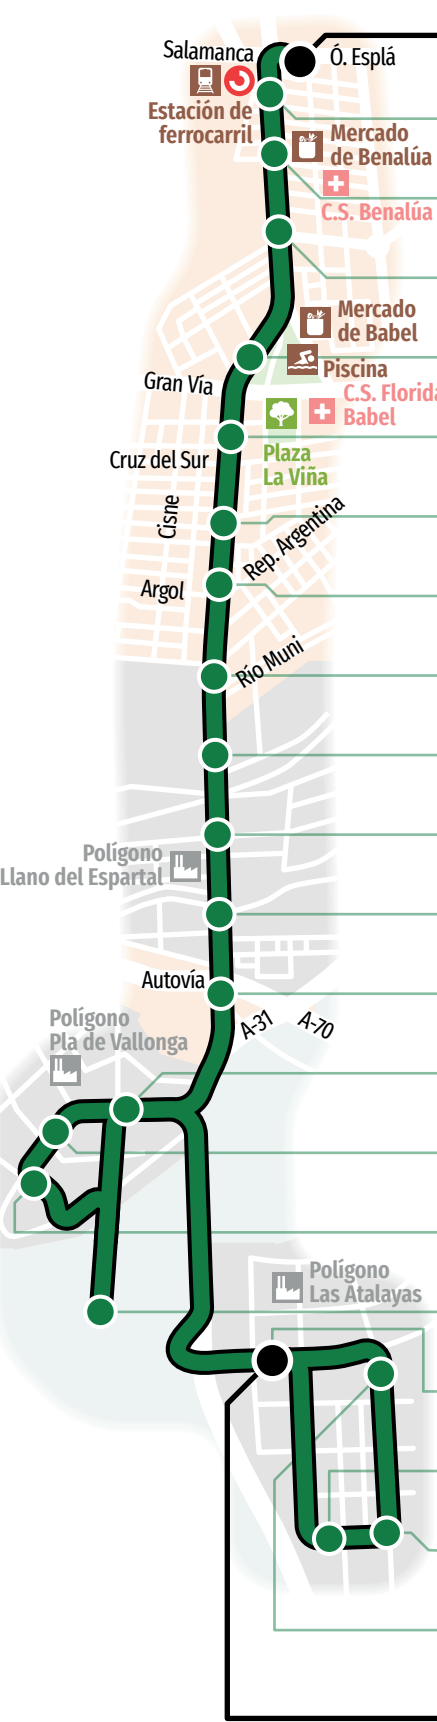 Salamanca
Ó. Esplá
Estación de
ferrocarril
Mercado
de Benalúa
C.S. Benalúa
Mercado
de Babel
Piscina
Gran Vía
C.S. Florida
Babel
Plaza
La Viña
Cruz del Sur
Cisne
Rep. Argentina
Argol
Río Muni
Polígono
Llano del Espartal
Autovía
A-31
A-70
Polígono
Pla de Vallonga
Polígono
Las Atalayas